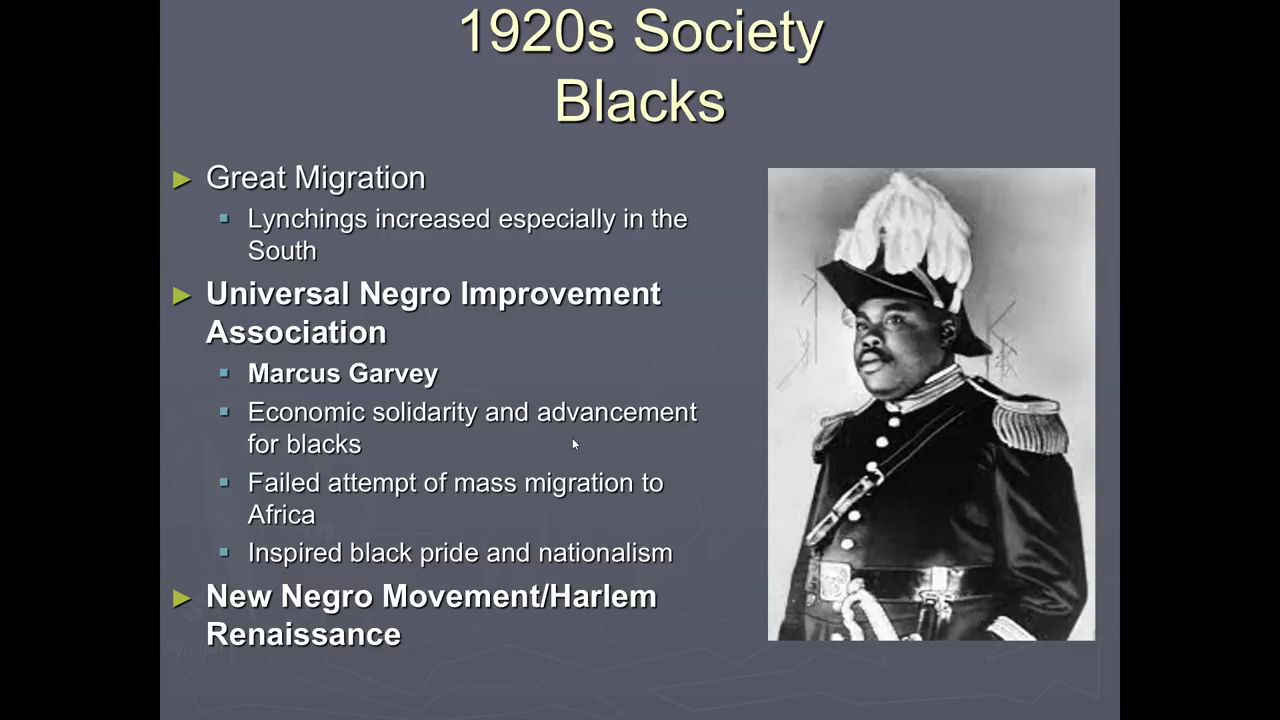 1920s Society
Blacks
Great Migration
Lynchings increased especially in the
South
Universal Negro Improvement
Association
Marcus Garvey
Economic solidarity and advancement
for blacks
Failed attempt of mass migration to
Africa
Inspired black pride and nationalism
New Negro Movement/Harlem
Renaissance